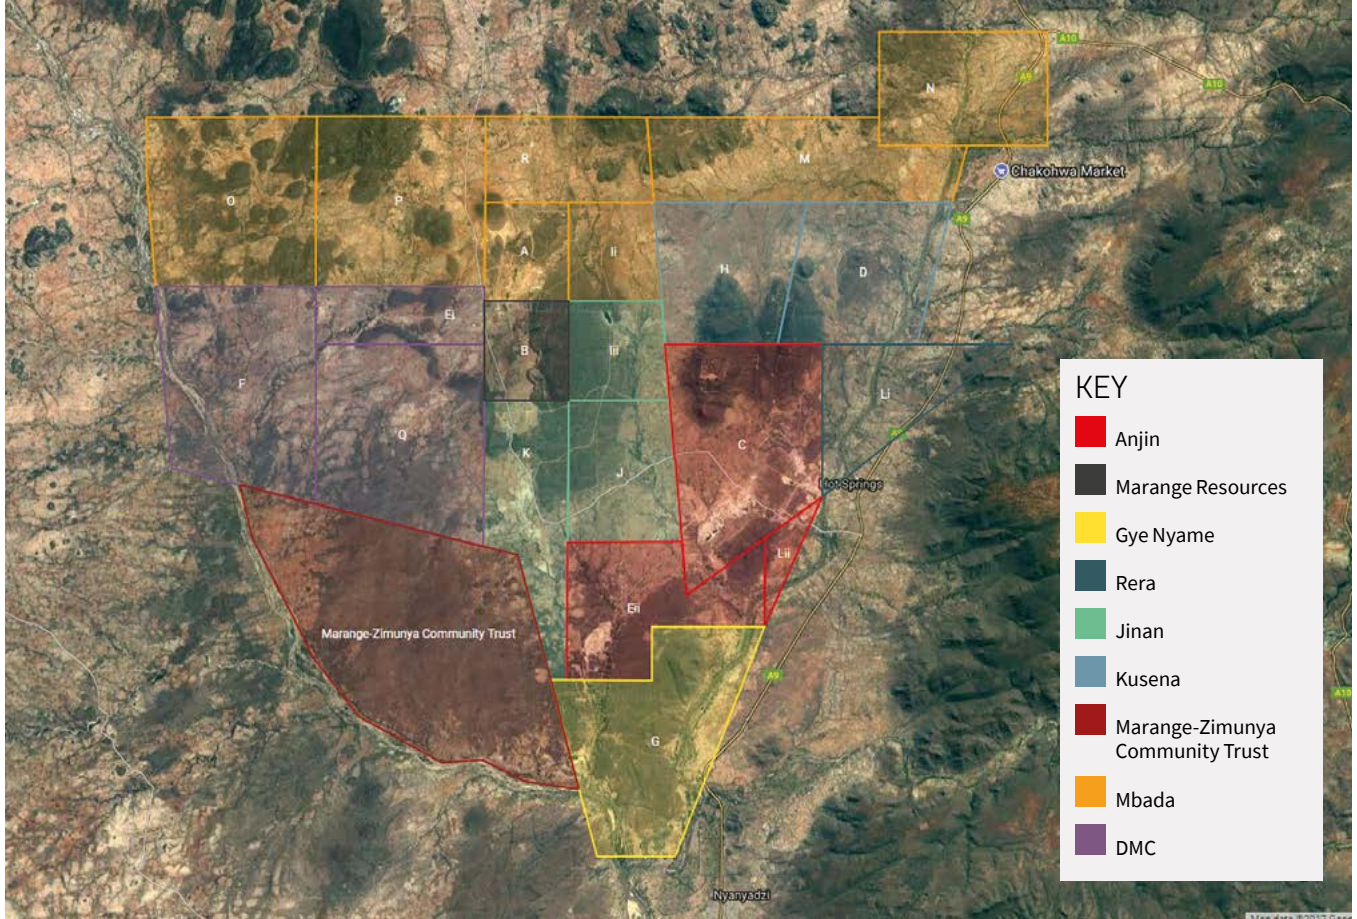 A10
N
A9
A10
R
M
Chakohwa Market
O
P
A9
A
Ii
H
D
Ei
B
Iii
F
Li
Q
K
J
C
Hot Springs
Lii
Eii
Marange-Zimunya Community Trust
A9
G
A10
Nyanyadzi
KEY
Anjin
Marange Resources
Gye Nyame
Rera
Jinan
Kusena
Marange-Zimunya
Community Trust
Mbada
DMC